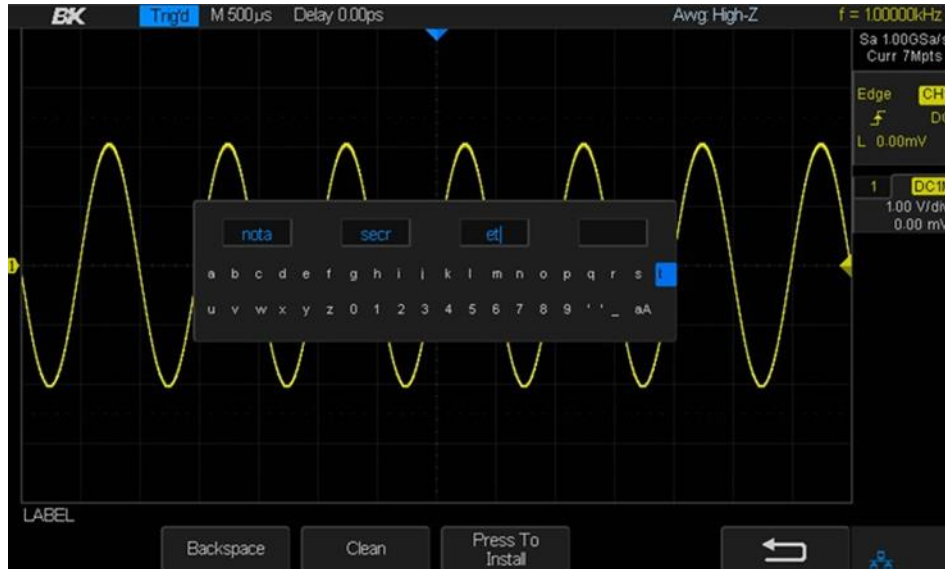 BK Trig'd M 500μs Delay 0.00ps Awg: High-Z f = 1.00000kHz
Sa 1.00GSa/s
Curr 7Mpts
Edge CH
DC
L 0.00mV
1 DC1M
1.00 V/div
0.00 mV
nota secr et
a b c d e f g h i j k l m n o p q r s t
u v w x y z 0 1 2 3 4 5 6 7 8 9 ' ' _ aA
1
LABEL
Backspace Clean Press To
Install